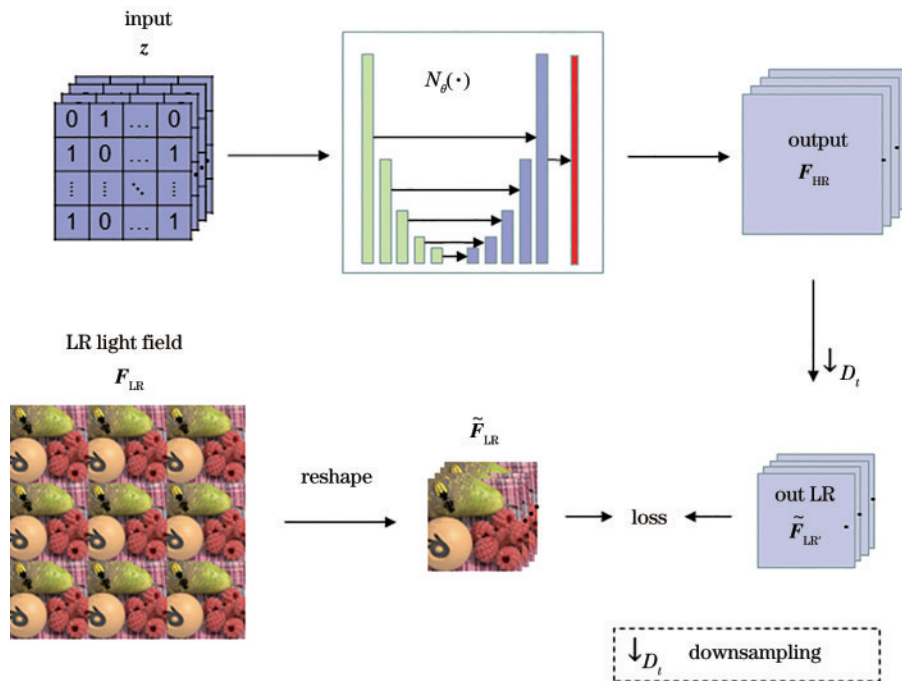 input
z
0 1 ... 0
1 0 ... 1
⋮ ⋮ ⋱ ⋮
1 0 ... 1
N_θ(·)
output
F_HR
↓D_t
LR light field
F_LR
reshape
F̃_LR
loss
out LR
F̃_LR'
↓D_t downsampling